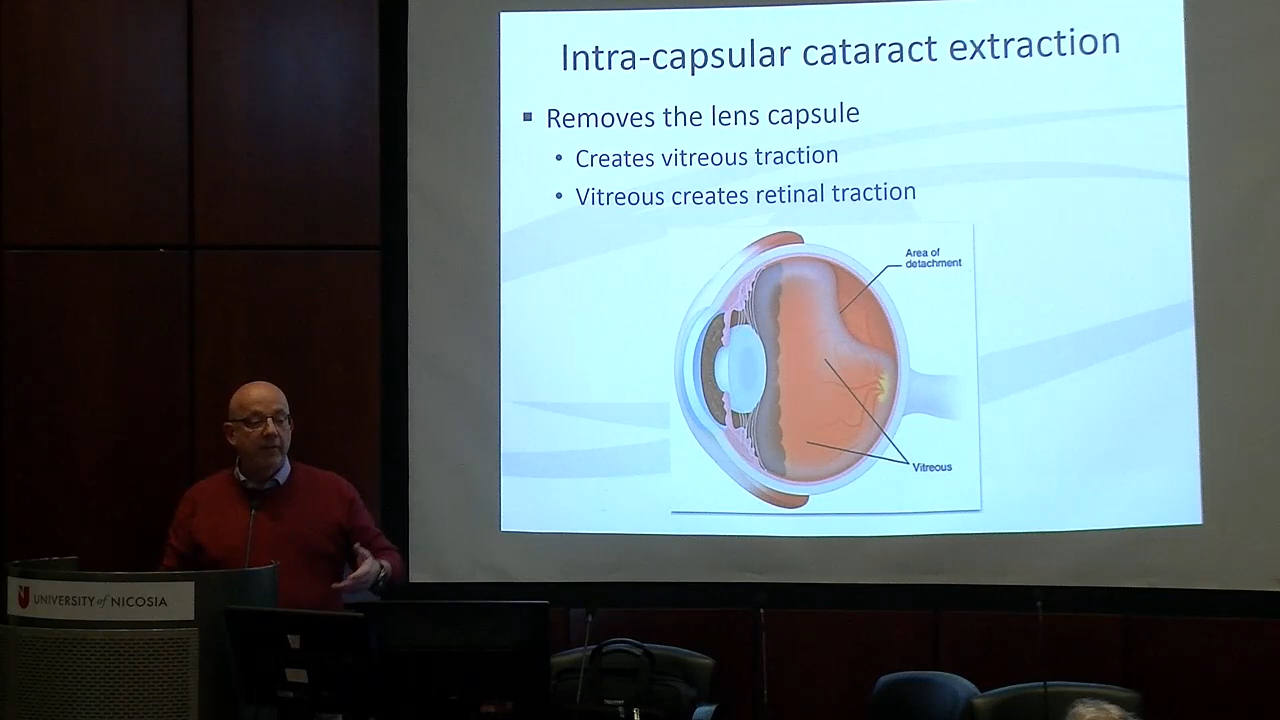 Intra-capsular cataract extraction
▪ Removes the lens capsule
• Creates vitreous traction
• Vitreous creates retinal traction
Area of
detachment
Vitreous
UNIVERSITY of NICOSIA